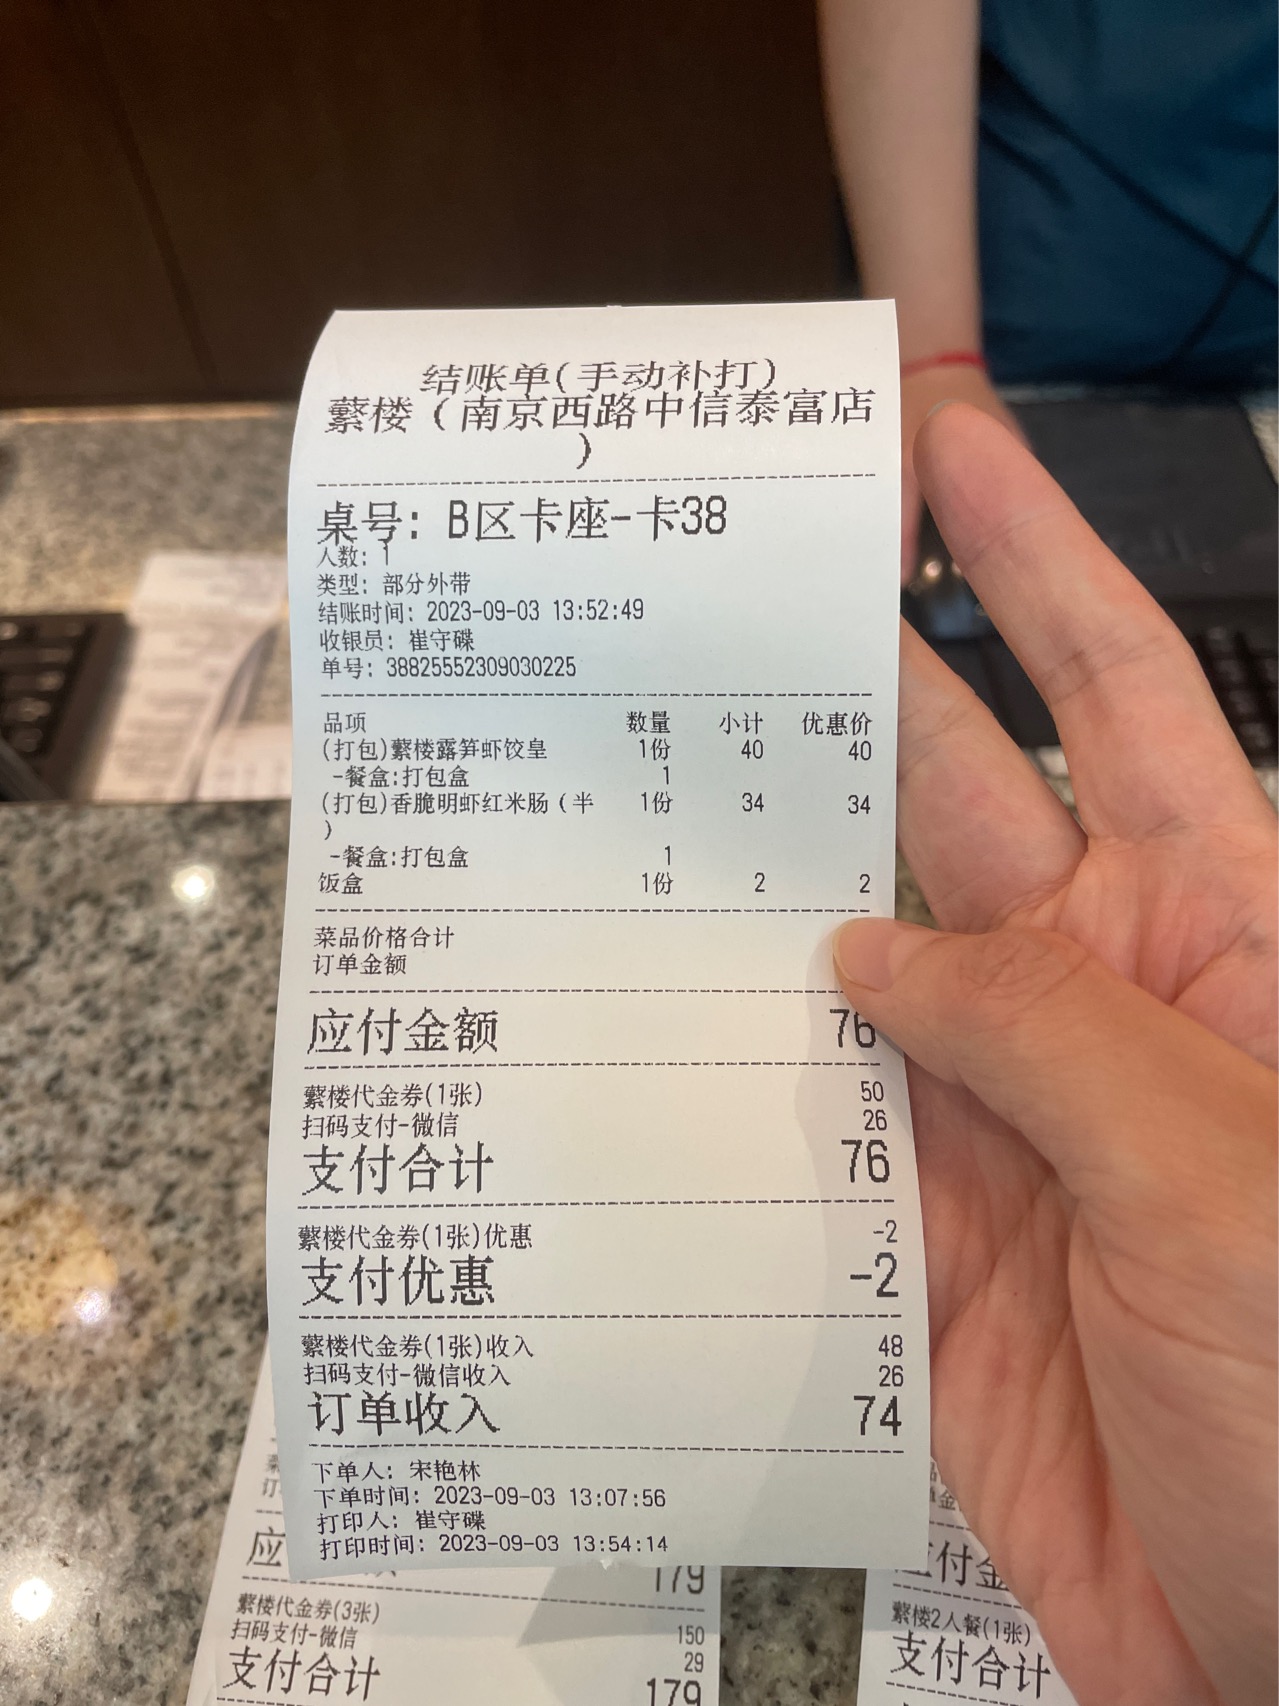 结账单(手动补打)
蘩楼（南京西路中信泰富店
）
桌号: B区卡座-卡38
人数: 1
类型: 部分外带
结账时间: 2023-09-03 13:52:49
收银员: 崔守碟
单号: 38825552309030225
品项 数量 小计 优惠价
(打包)蘩楼露笋虾饺皇 1份 40 40
-餐盒:打包盒 1
(打包)香脆明虾红米肠（半 1份 34 34
）
-餐盒:打包盒 1
饭盒 1份 2 2
菜品价格合计
订单金额
应付金额 76
蘩楼代金券(1张) 50
扫码支付-微信 26
支付合计 76
蘩楼代金券(1张)优惠 -2
支付优惠 -2
蘩楼代金券(1张)收入 48
扫码支付-微信收入 26
订单收入 74
下单人: 宋艳林
下单时间: 2023-09-03 13:07:56
打印人: 崔守碟
打印时间: 2023-09-03 13:54:14
应 179
蘩楼代金券(3张) 150
扫码支付-微信 29
支付合计 179
付金
蘩楼2人餐(1张)
支付合计